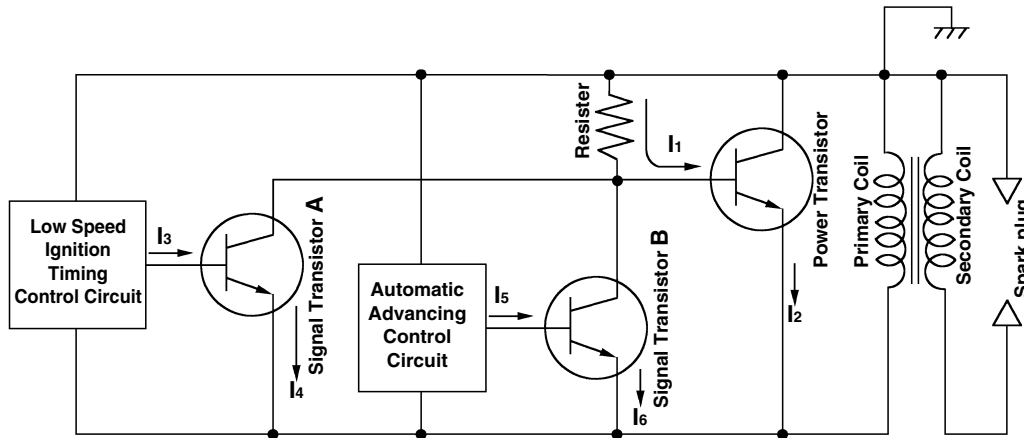 Low Speed
Ignition
Timing
Control Circuit
I3
Signal Transistor A
I4
Automatic
Advancing
Control
Circuit
I5
Signal Transistor B
I6
Resister
I1
Power Transistor
I2
Primary Coil
Secondary Coil
Spark plug